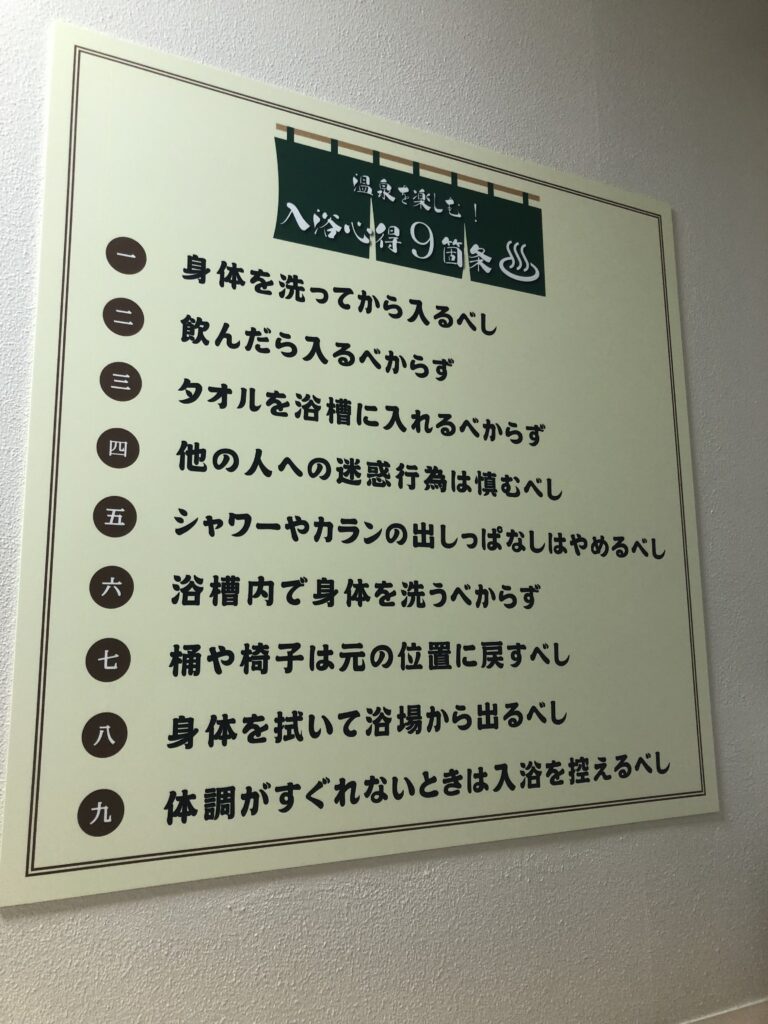 温泉を楽しむ！
入浴心得9箇条♨
一 身体を洗ってから入るべし
二 飲んだら入るべからず
三 タオルを浴槽に入れるべからず
四 他の人への迷惑行為は慎むべし
五 シャワーやカランの出しっぱなしはやめるべし
六 浴槽内で身体を洗うべからず
七 桶や椅子は元の位置に戻すべし
八 身体を拭いて浴場から出るべし
九 体調がすぐれないときは入浴を控えるべし